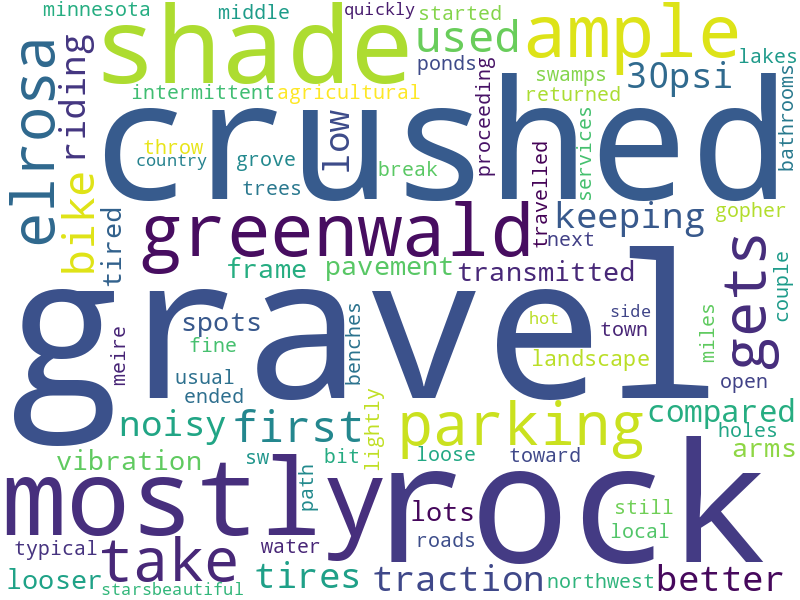 minnesota
middle
quickly
started
shade
used
ample
lakes
ponds
swamps
30psi
elrosa
riding
intermittent
agricultural
returned
bathrooms
crushed
low
proceeding
services
throw
country
grove
trees
break
travelled
bike
tired
greenwald
keeping
gopher
next
frame
pavement
transmitted
gets
couple
gravel
meire
spots
fine
benches
hot
side
town
miles
landscape
usual
ended
open
noisy
first
lightly
parking
compared
holes
arms
vibration
sw
path
bit
loose
toward
mostly
rock
lots
roads
still
local
typical
take
water
looser
starsbeautiful
tires
traction
northwest
better